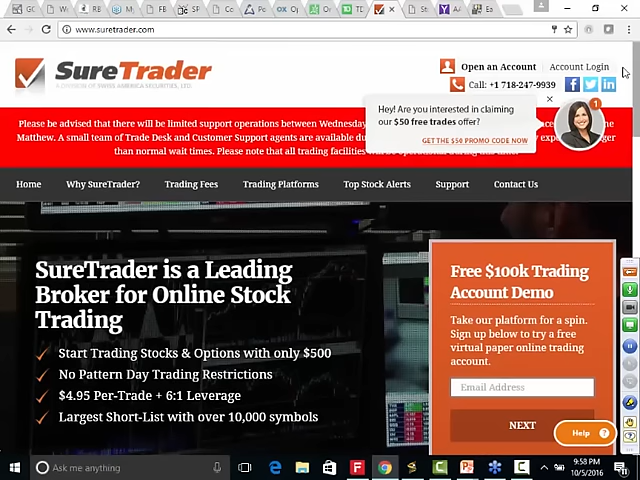 www.suretrader.com
SureTrader
A DIVISION OF SWISS AMERICA SECURITIES, LTD.
Open an Account
Account Login
Call: +1 718-247-9939
Hey! Are you interested in claiming
our $50 free trades offer?
GET THE $50 PROMO CODE NOW
1
Please be advised that there will be limited support operations between Wednesday
Matthew. A small team of Trade Desk and Customer Support agents are available du
than normal wait times. Please note that all trading facilities
Home
Why SureTrader?
Trading Fees
Trading Platforms
Top Stock Alerts
Support
Contact Us
SureTrader is a Leading
Broker for Online Stock
Trading
Start Trading Stocks & Options with only $500
No Pattern Day Trading Restrictions
$4.95 Per-Trade + 6:1 Leverage
Largest Short-List with over 10,000 symbols
Free $100k Trading
Account Demo
Take our platform for a spin.
Sign up below to try a free
virtual paper online trading
account.
Email Address
NEXT
Help ?
Ask me anything
9:58 PM
10/5/2016